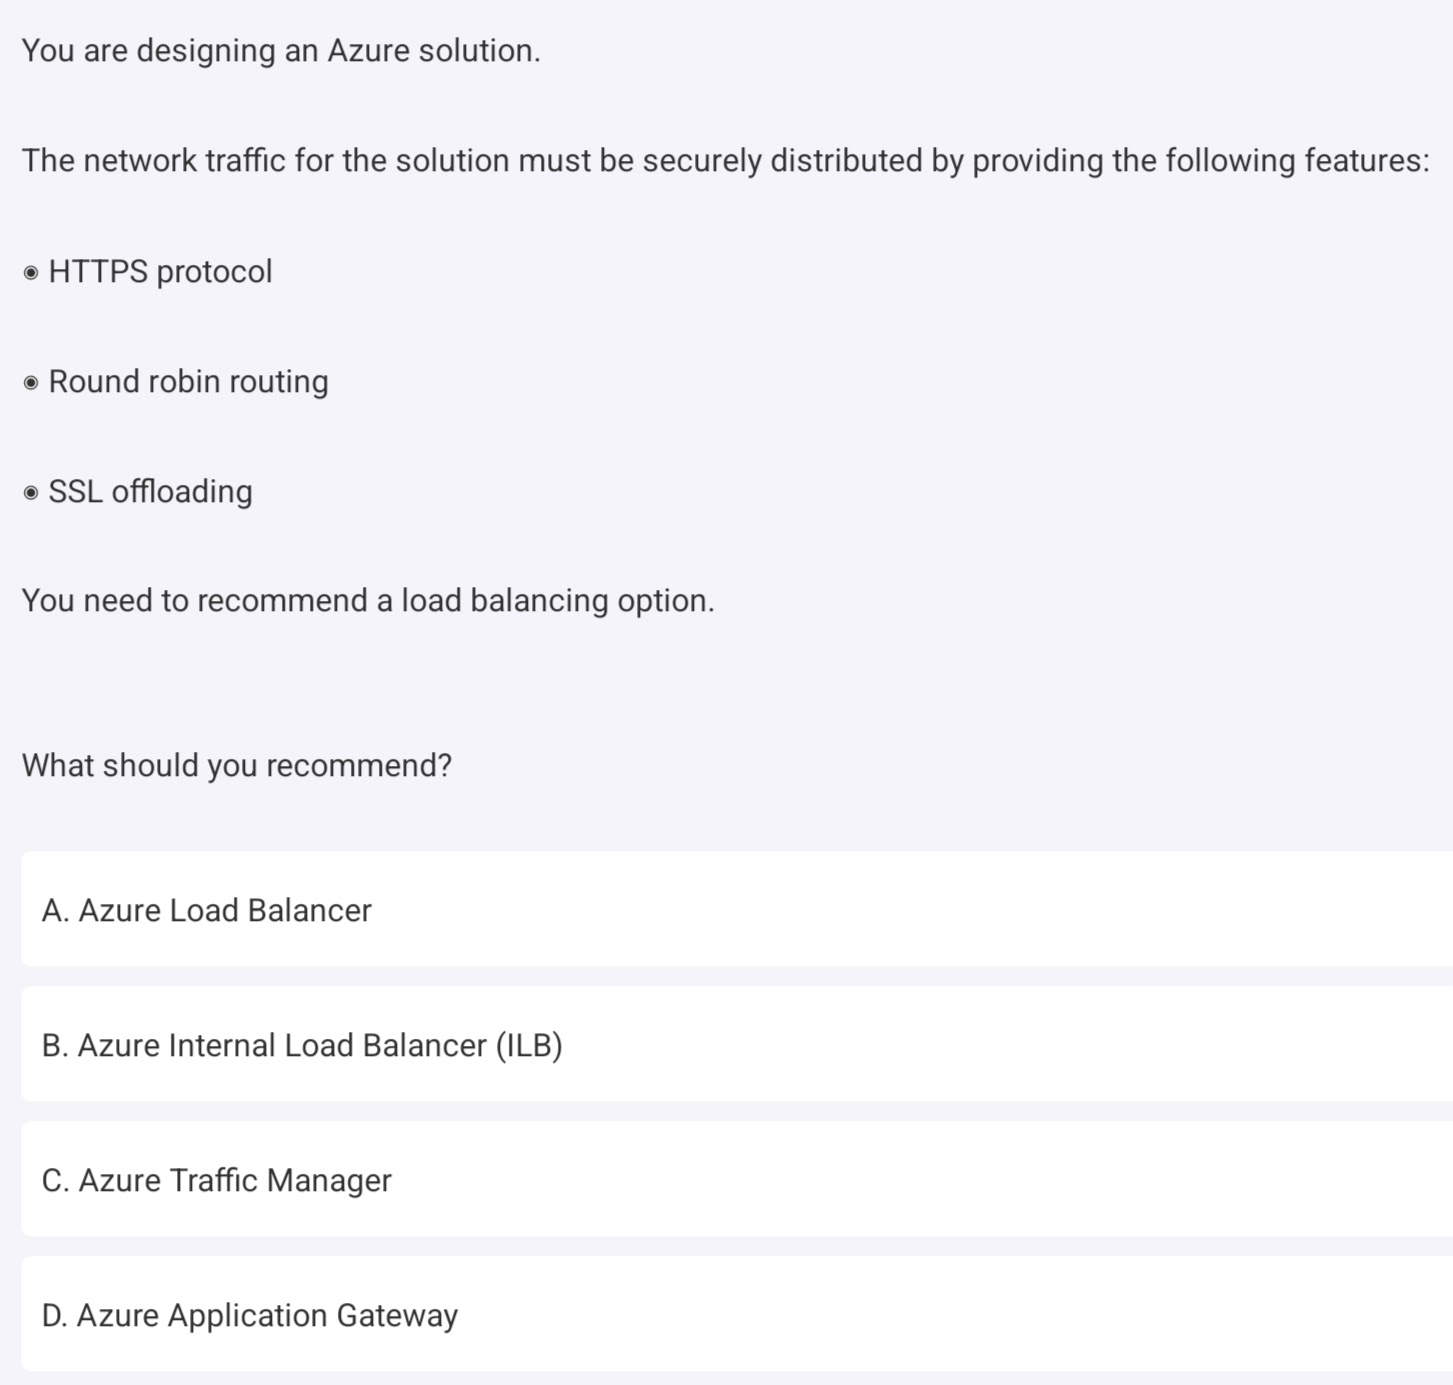 You are designing an Azure solution.
The network traffic for the solution must be securely distributed by providing the following features:
◉ HTTPS protocol
◉ Round robin routing
◉ SSL offloading
You need to recommend a load balancing option.
What should you recommend?
A. Azure Load Balancer
B. Azure Internal Load Balancer (ILB)
C. Azure Traffic Manager
D. Azure Application Gateway